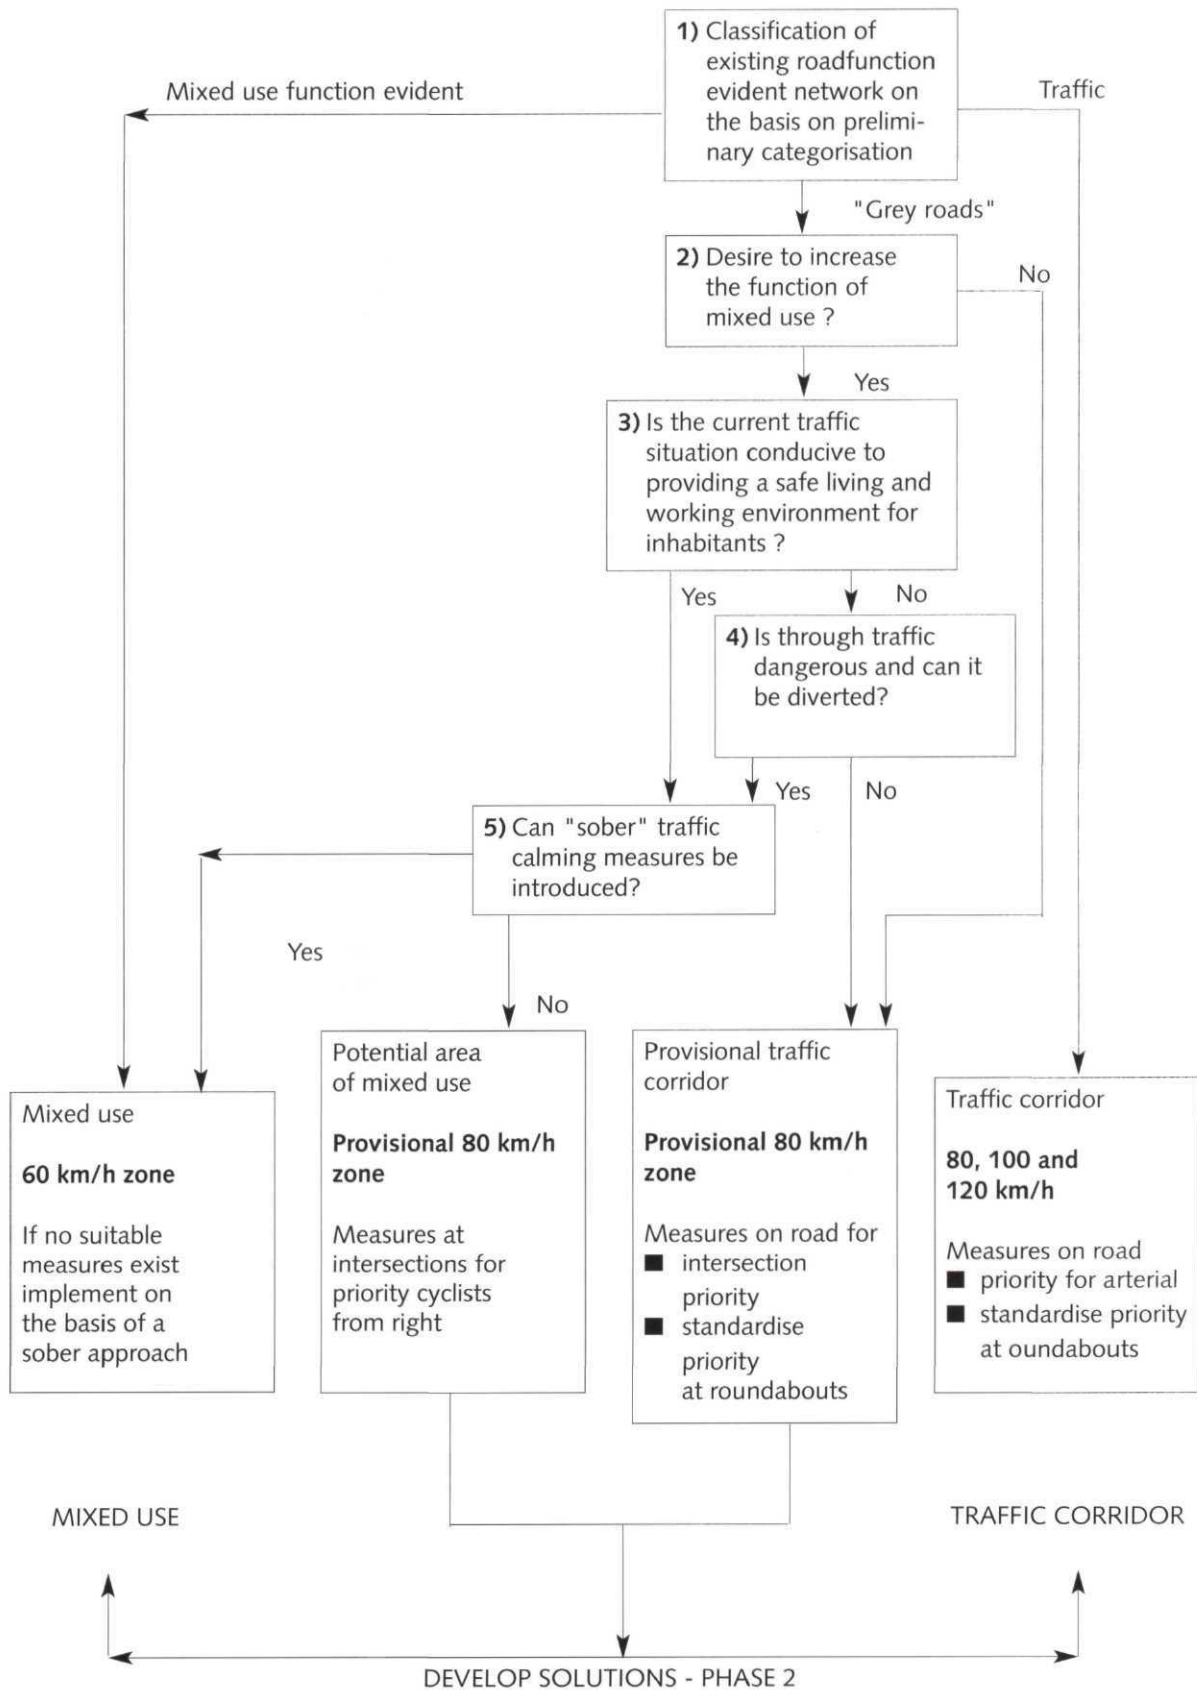 1) Classification of
existing roadfunction
evident network on
the basis on prelimi-
nary categorisation
Mixed use function evident
Traffic
"Grey roads"
2) Desire to increase
the function of
mixed use ?
No
Yes
3) Is the current traffic
situation conducive to
providing a safe living and
working environment for
inhabitants ?
Yes
No
4) Is through traffic
dangerous and can it
be diverted?
Yes
No
5) Can "sober" traffic
calming measures be
introduced?
Yes
No
Mixed use
60 km/h zone
If no suitable
measures exist
implement on
the basis of a
sober approach
Potential area
of mixed use
Provisional 80 km/h
zone
Measures at
intersections for
priority cyclists
from right
Provisional traffic
corridor
Provisional 80 km/h
zone
Measures on road for
■ intersection
priority
■ standardise
priority
at roundabouts
Traffic corridor
80, 100 and
120 km/h
Measures on road
■ priority for arterial
■ standardise priority
at oundabouts
MIXED USE
TRAFFIC CORRIDOR
DEVELOP SOLUTIONS - PHASE 2